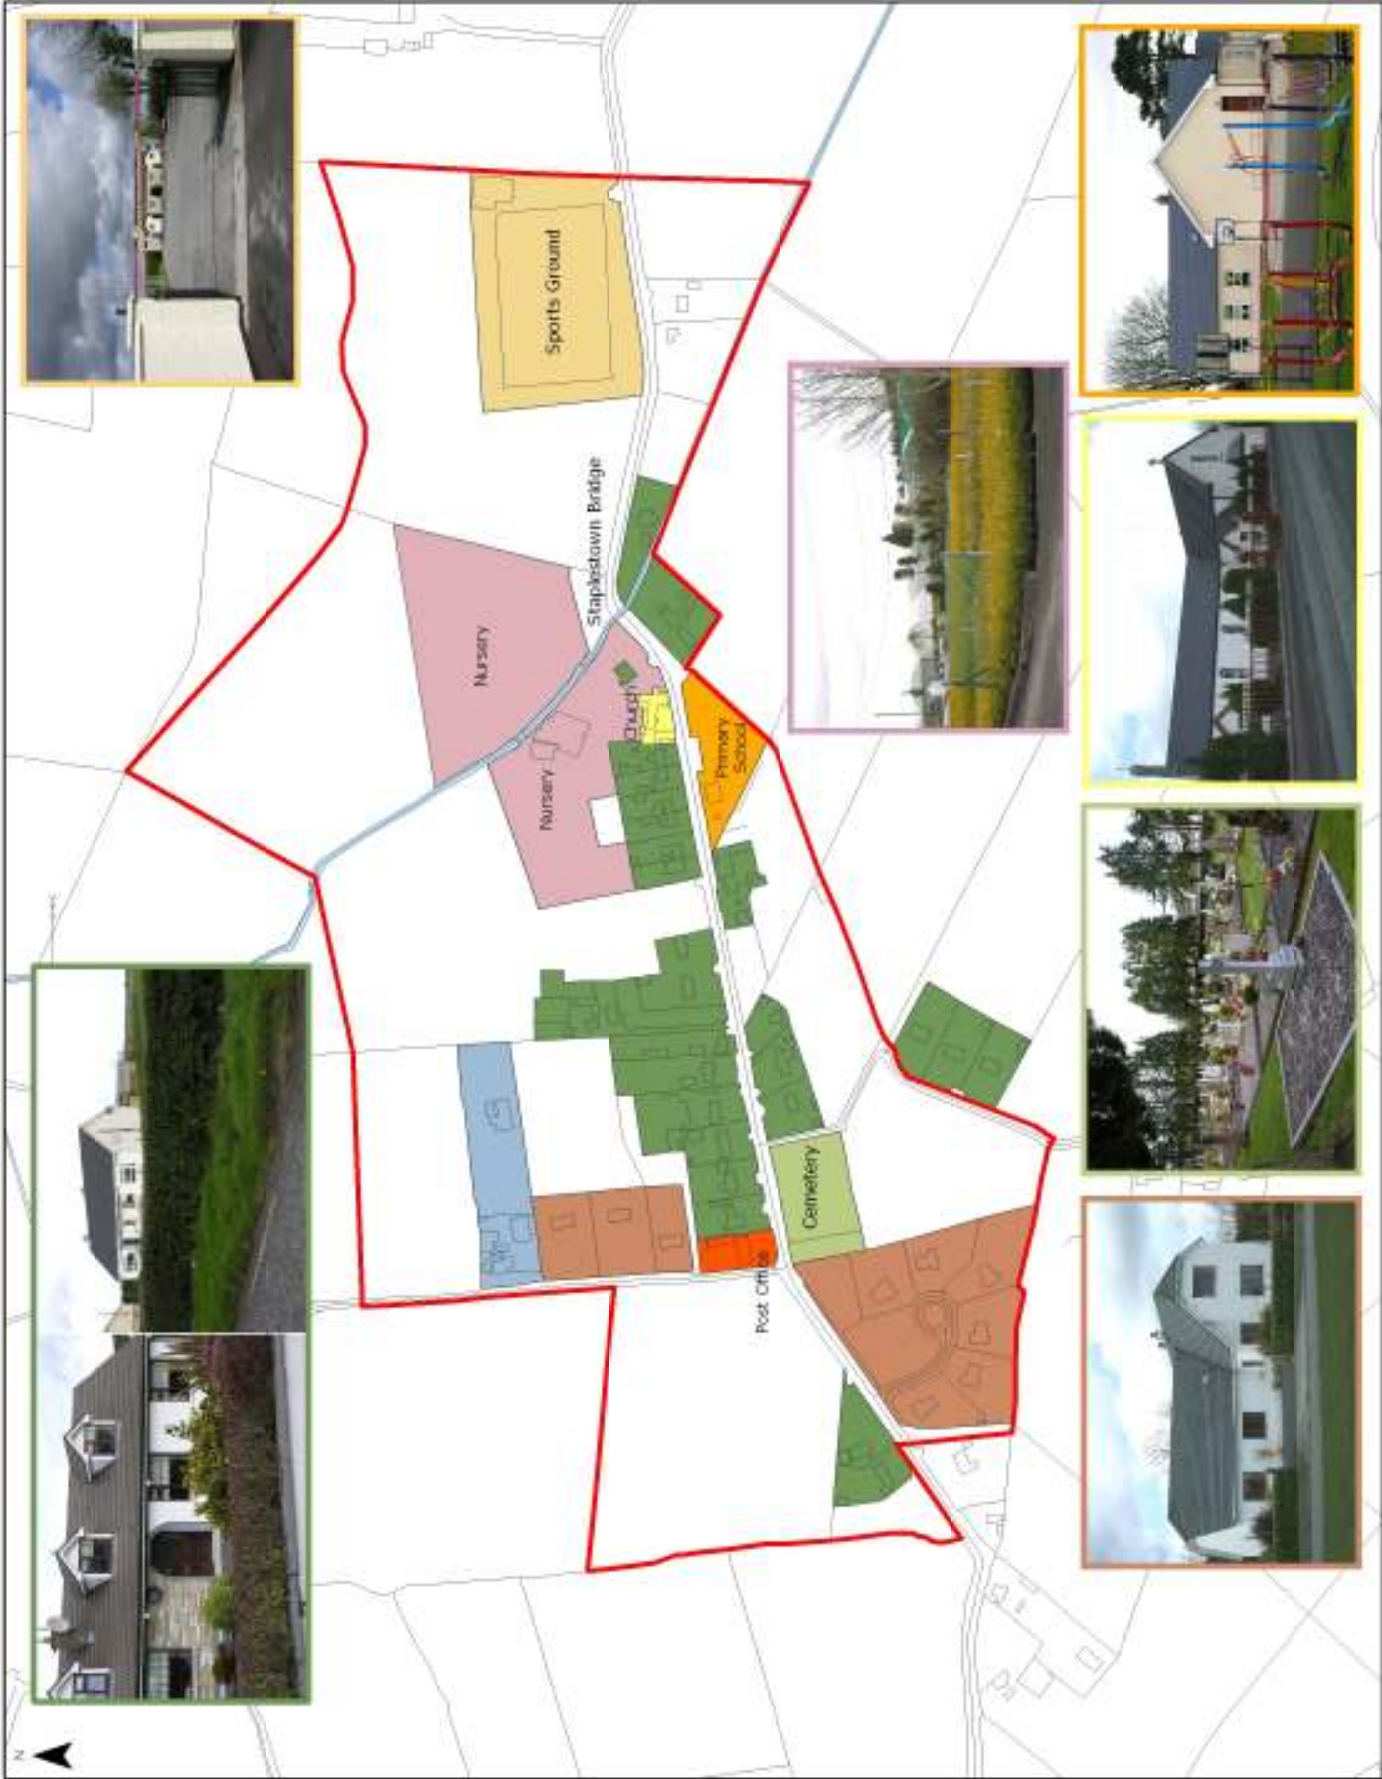 N
Sports Ground
Staplestown Bridge
Nursery
Church
Nursery
Primary
School
Cemetery
Post Office